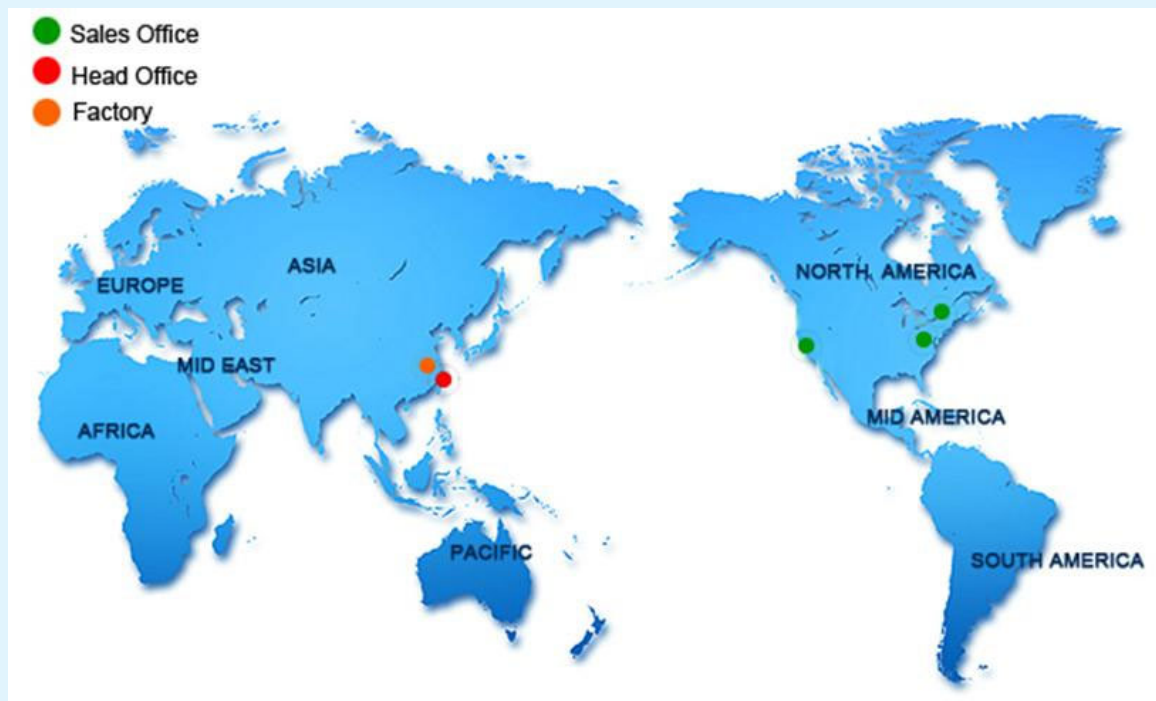 Sales Office
Head Office
Factory
ASIA
NORTH AMERICA
EUROPE
MID EAST
MID AMERICA
AFRICA
PACIFIC
SOUTH AMERICA